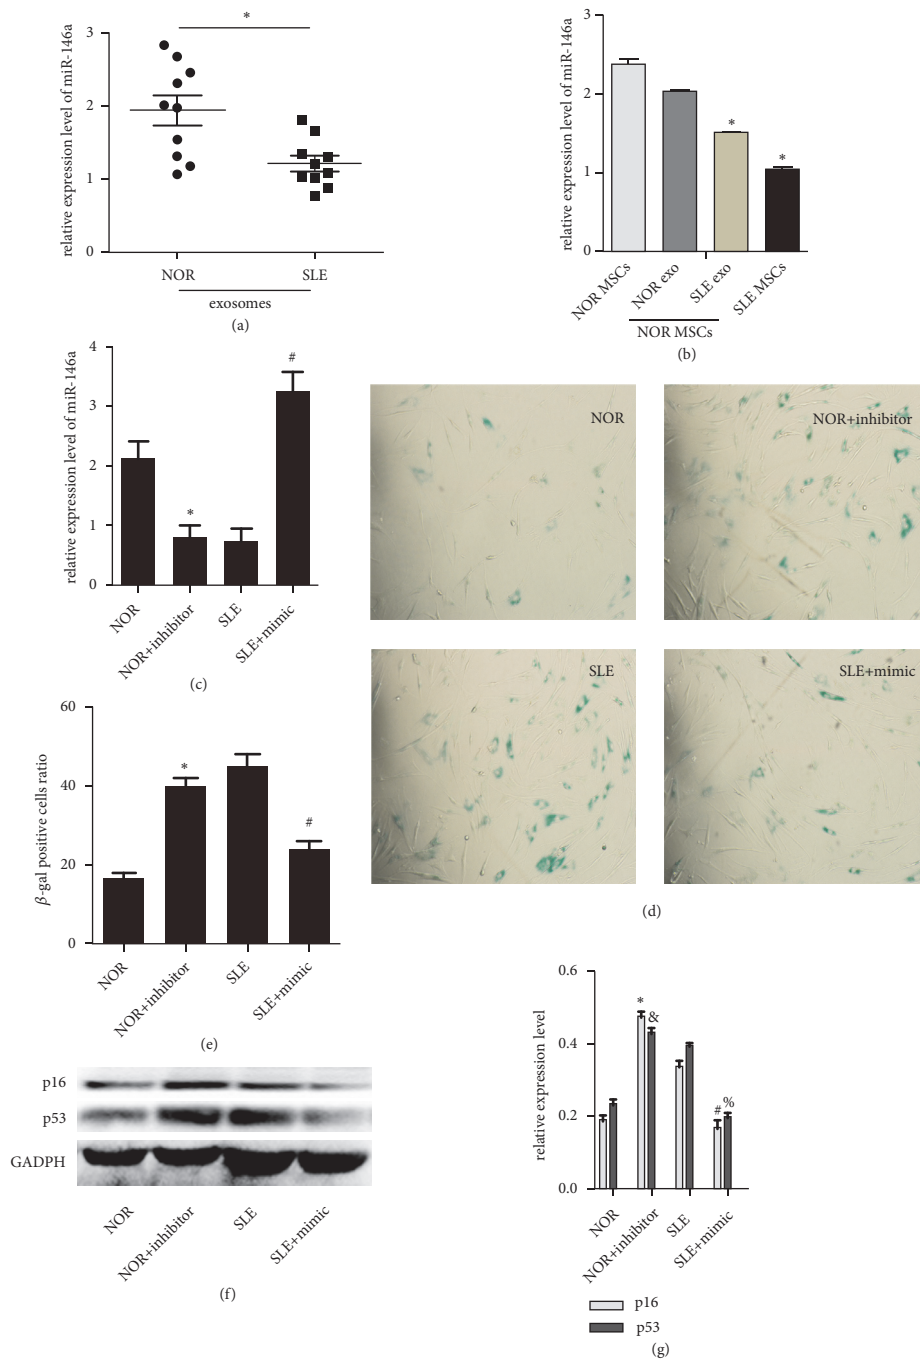 *
3
2
1
0
relative expression level of miR-146a
NOR
SLE
exosomes
(a)
3
2
1
0
relative expression level of miR-146a
*
*
NOR MSCs
NOR exo
SLE exo
SLE MSCs
NOR MSCs
(b)
4
3
2
1
0
relative expression level of miR-146a
*
#
NOR
NOR+inhibitor
SLE
SLE+mimic
(c)
NOR
NOR+inhibitor
SLE
SLE+mimic
(d)
60
40
20
0
β-gal positive cells ratio
*
#
NOR
NOR+inhibitor
SLE
SLE+mimic
(e)
p16
p53
GADPH
NOR
NOR+inhibitor
SLE
SLE+mimic
(f)
0.6
0.4
0.2
0.0
relative expression level
*
&
#
%
NOR
NOR+inhibitor
SLE
SLE+mimic
p16
p53
(g)